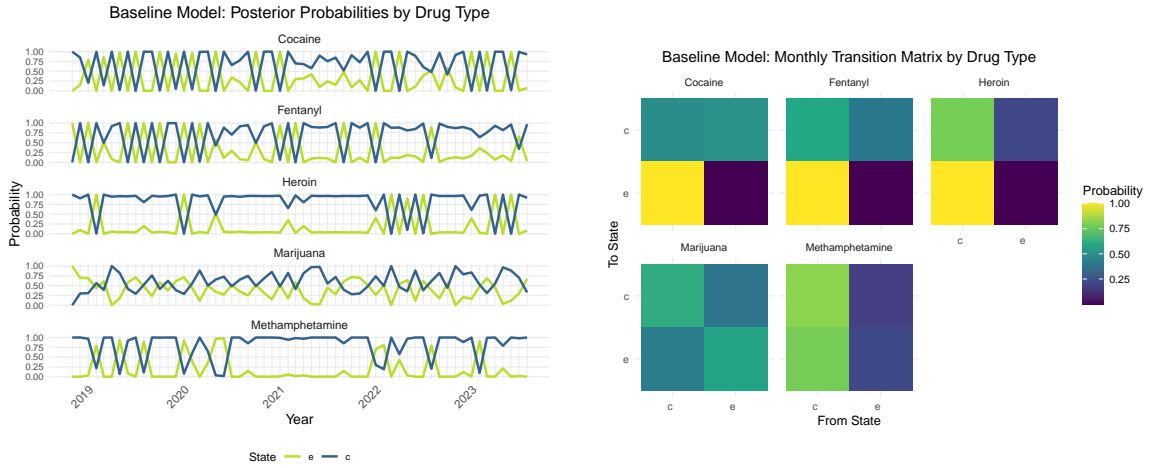 Baseline Model: Posterior Probabilities by Drug Type
Cocaine
1.00
0.75
0.50
0.25
0.00
Fentanyl
1.00
0.75
0.50
0.25
0.00
Heroin
1.00
0.75
0.50
0.25
0.00
Marijuana
1.00
0.75
0.50
0.25
0.00
Methamphetamine
1.00
0.75
0.50
0.25
0.00
Probability
2019
2020
2021
2022
2023
Year
State e c
Baseline Model: Monthly Transition Matrix by Drug Type
Cocaine
Fentanyl
Heroin
c
e
c e
Marijuana
Methamphetamine
c
e
c e
c e
To State
From State
Probability
1.00
0.75
0.50
0.25